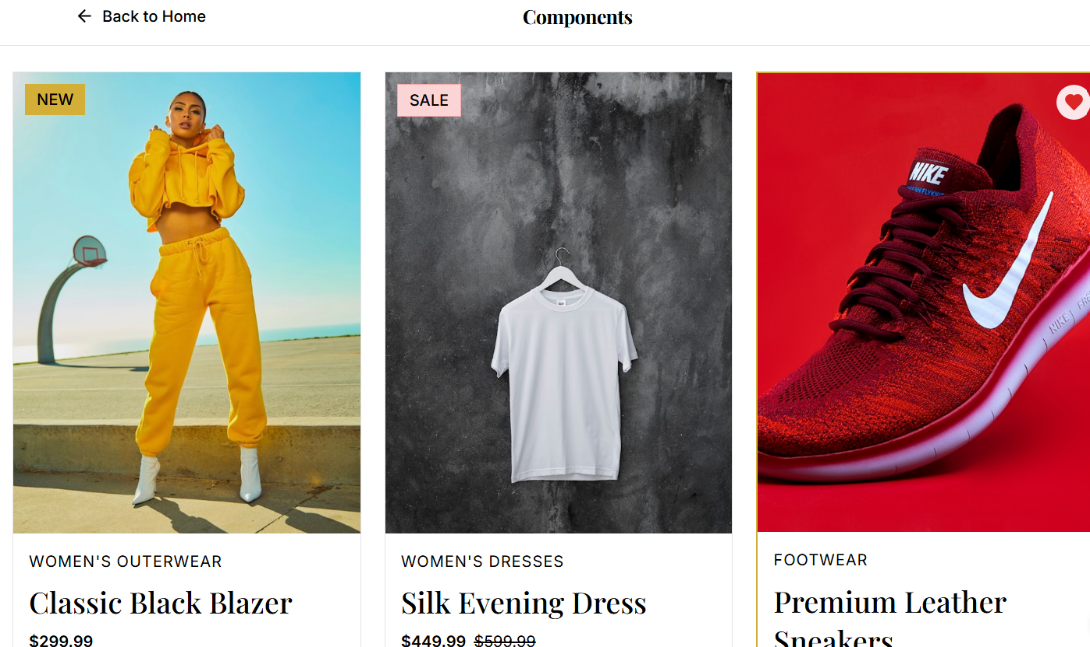 Back to Home
Components
NEW
SALE
NIKE
WOMEN'S OUTERWEAR
Classic Black Blazer
$299.99
WOMEN'S DRESSES
Silk Evening Dress
$449.99 $599.99
FOOTWEAR
Premium Leather
Sneakers